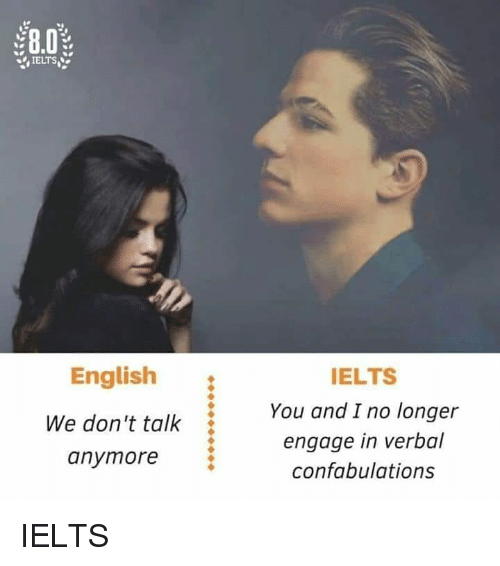 8.0
IELTS
English
We don't talk
anymore
IELTS
You and I no longer
engage in verbal
confabulations
IELTS